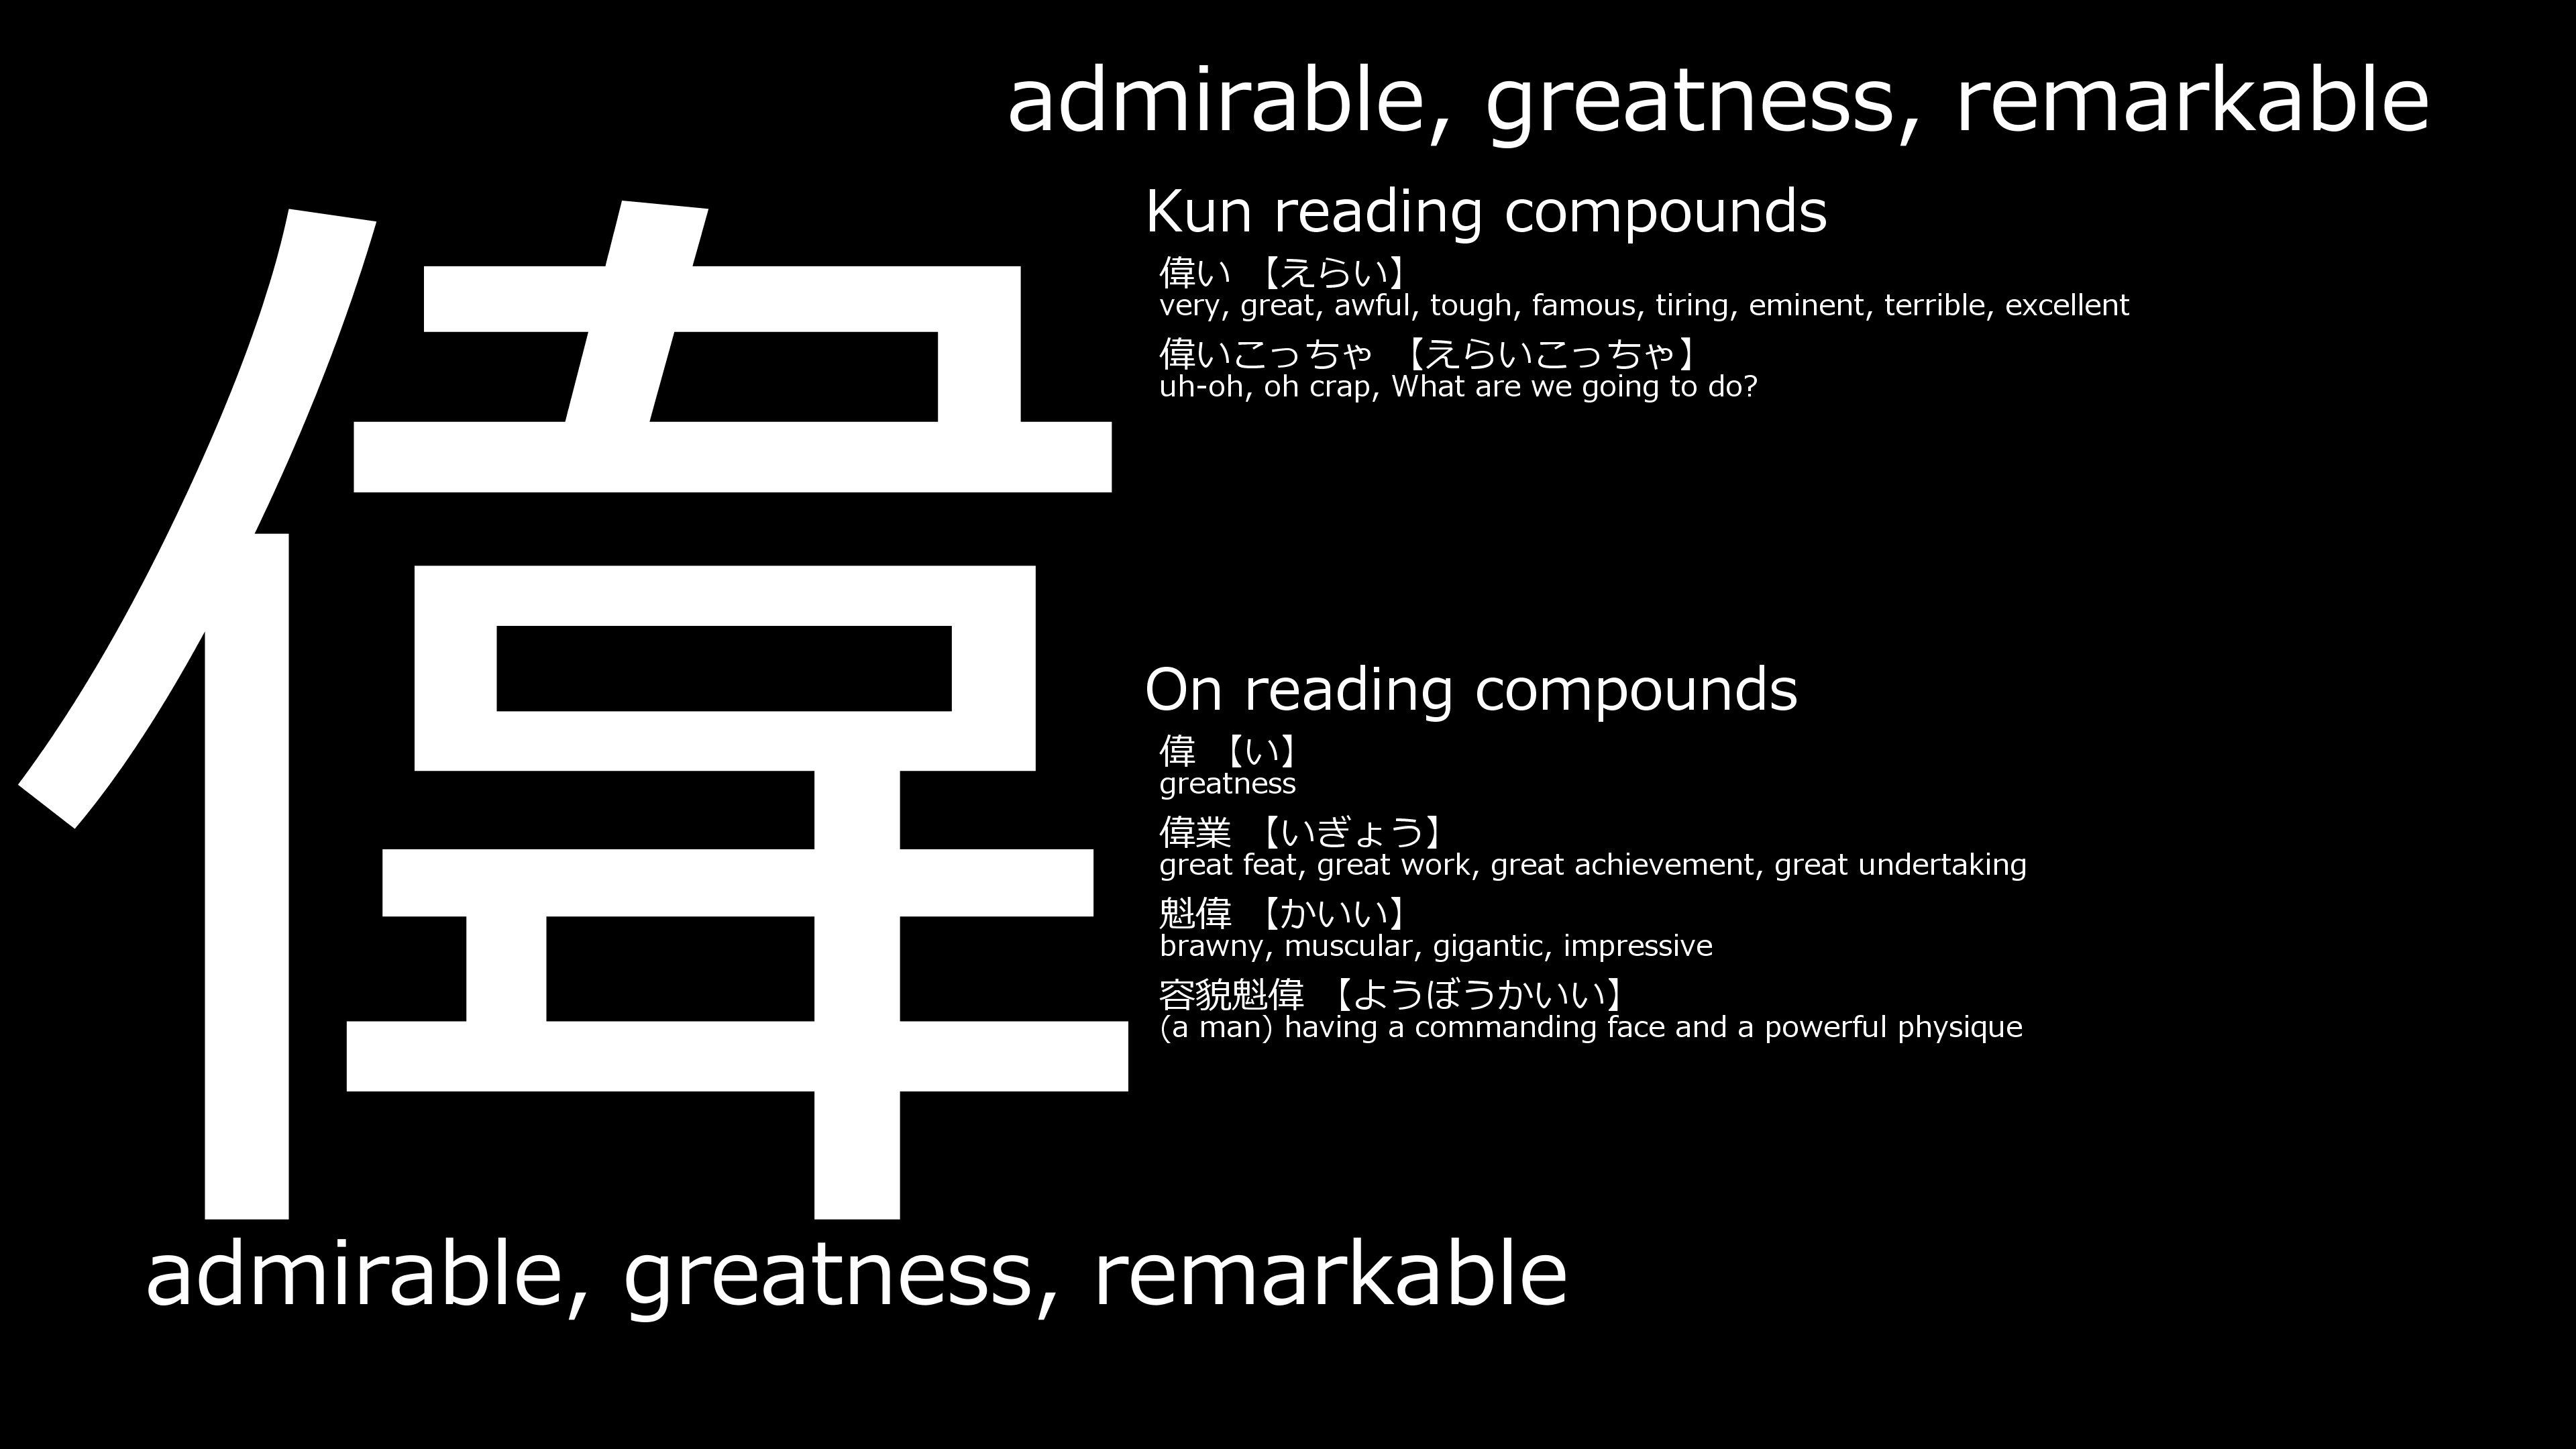 admirable, greatness, remarkable
偉
Kun reading compounds
偉い 【えらい】
very, great, awful, tough, famous, tiring, eminent, terrible, excellent
偉いこっちゃ 【えらいこっちゃ】
uh-oh, oh crap, What are we going to do?
On reading compounds
偉 【い】
greatness
偉業 【いぎょう】
great feat, great work, great achievement, great undertaking
魁偉 【かいい】
brawny, muscular, gigantic, impressive
容貌魁偉 【ようぼうかいい】
(a man) having a commanding face and a powerful physique
admirable, greatness, remarkable